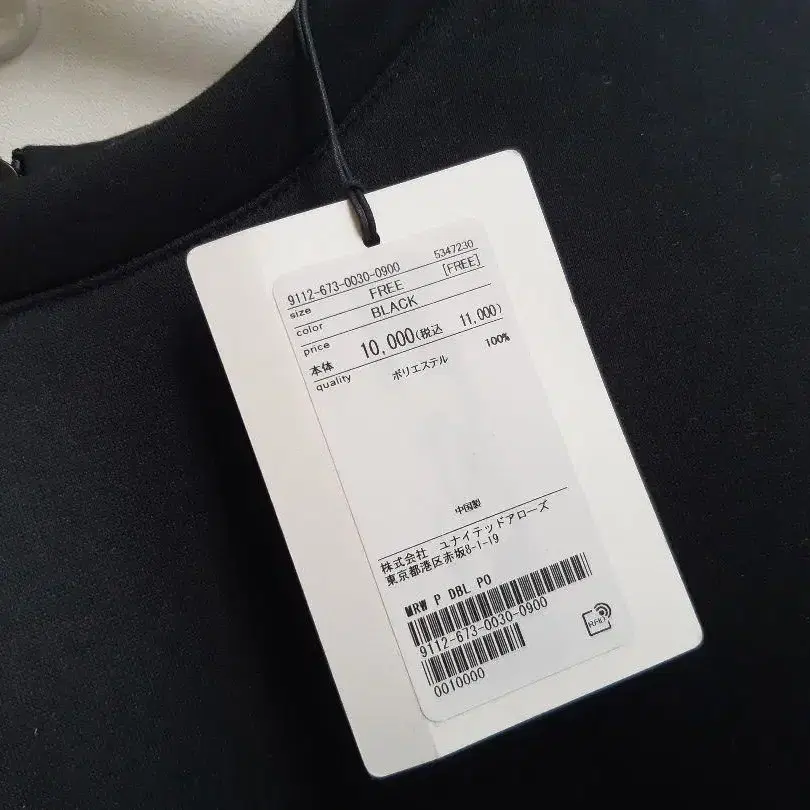 9112-673-0030-0900 5347230
size FREE [FREE]
color BLACK
price
本体 10,000(税込 11,000)
quality ポリエステル 100%
中国製
株式会社 ユナイテッドアローズ
東京都港区赤坂8-1-19
MRW P DBL PO
9112-673-0030-0900
0010000
RFID